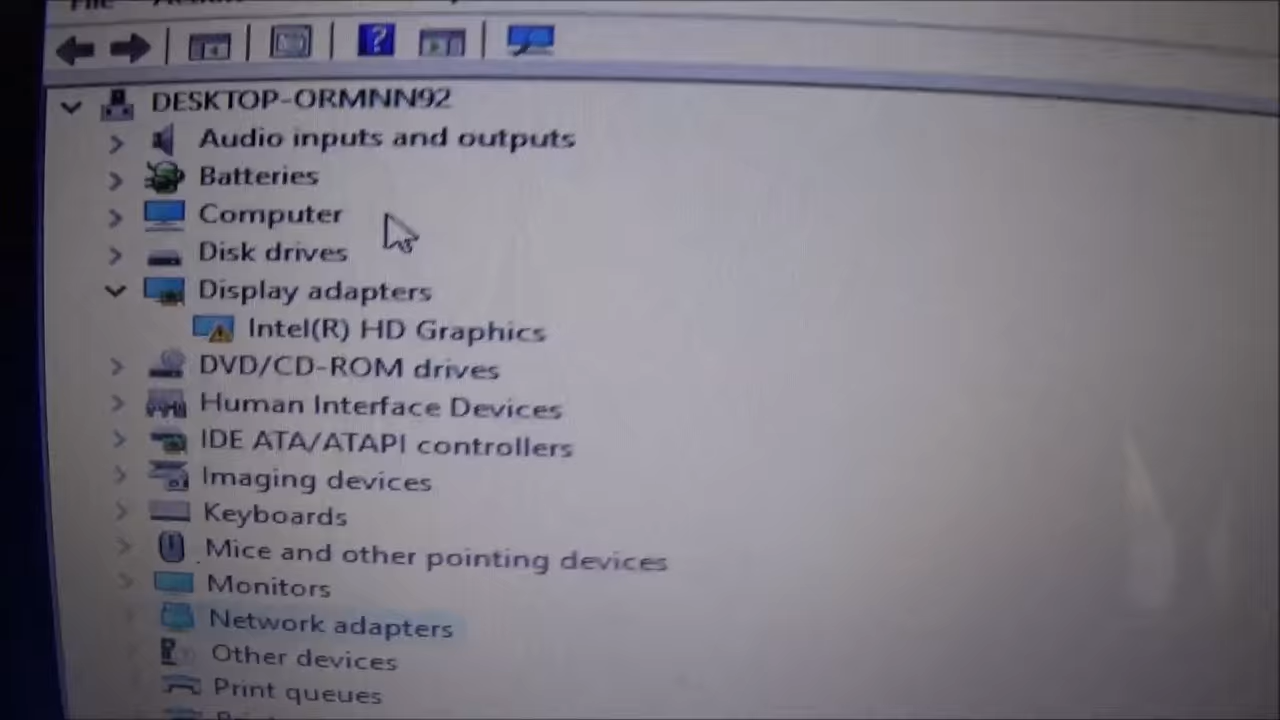 DESKTOP-ORMNN92
Audio inputs and outputs
Batteries
Computer
Disk drives
Display adapters
Intel(R) HD Graphics
DVD/CD-ROM drives
Human Interface Devices
IDE ATA/ATAPI controllers
Imaging devices
Keyboards
Mice and other pointing devices
Monitors
Network adapters
Other devices
Print queues